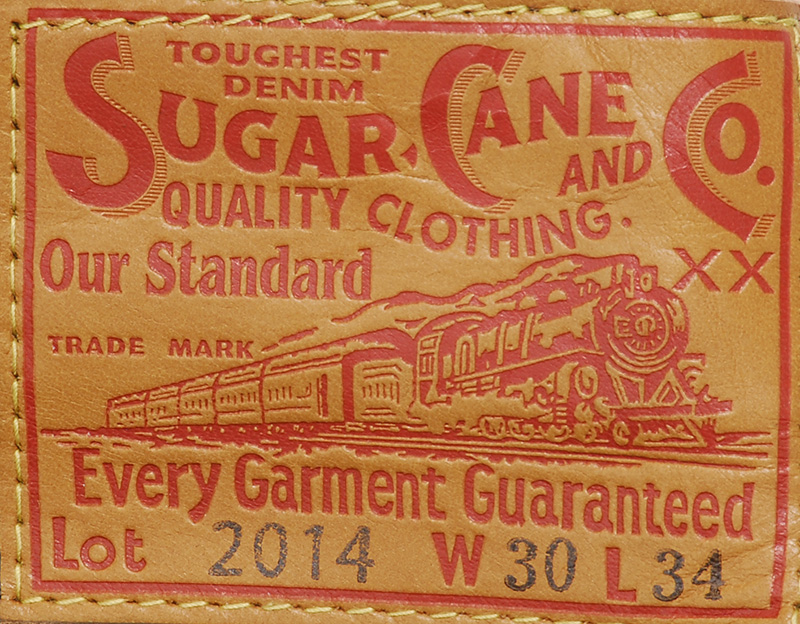 TOUGHEST
DENIM
SUGAR CANE Co.
AND
QUALITY CLOTHING.
Our Standard
XX
TRADE MARK
Every Garment Guaranteed
Lot 2014 W 30 L 34